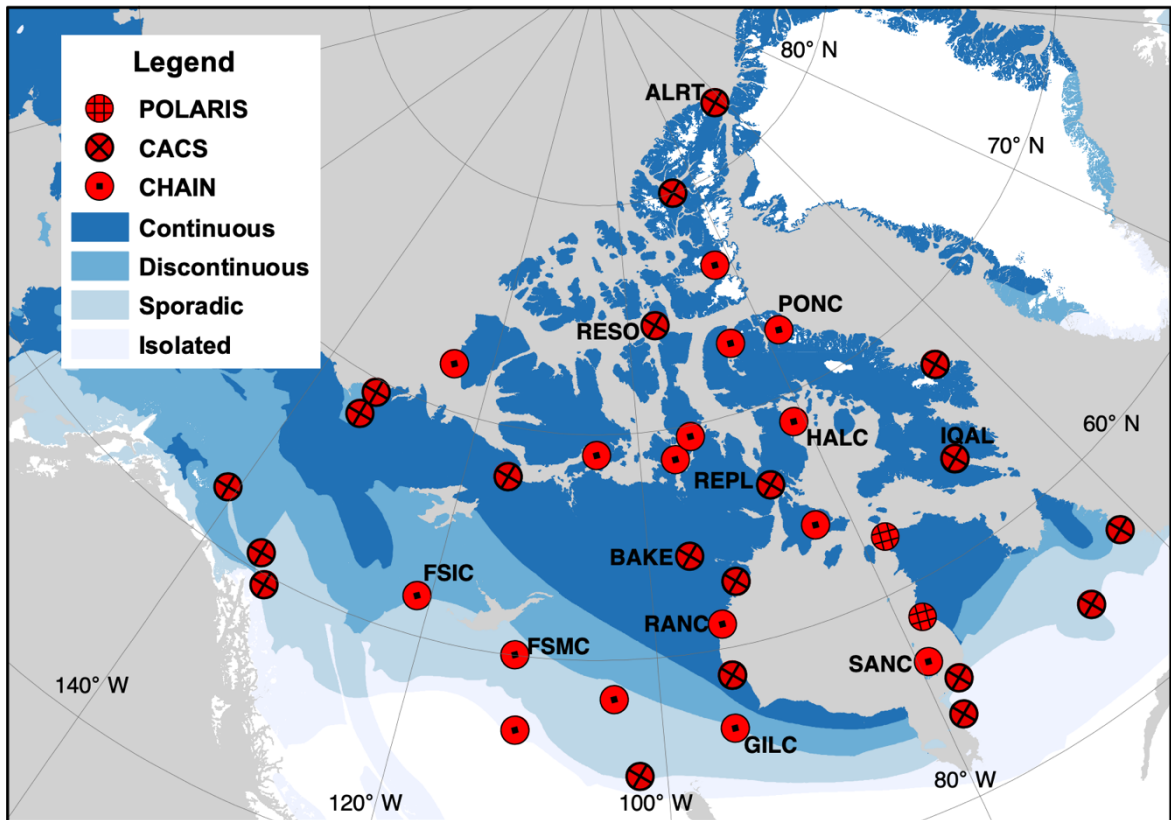 Legend
POLARIS
CACS
CHAIN
Continuous
Discontinuous
Sporadic
Isolated
80° N
ALRT
70° N
PONC
RESO
60° N
HALC
IQAL
REPL
BAKE
FSIC
RANC
FSMC
SANC
140° W
GILC
80° W
120° W
100° W